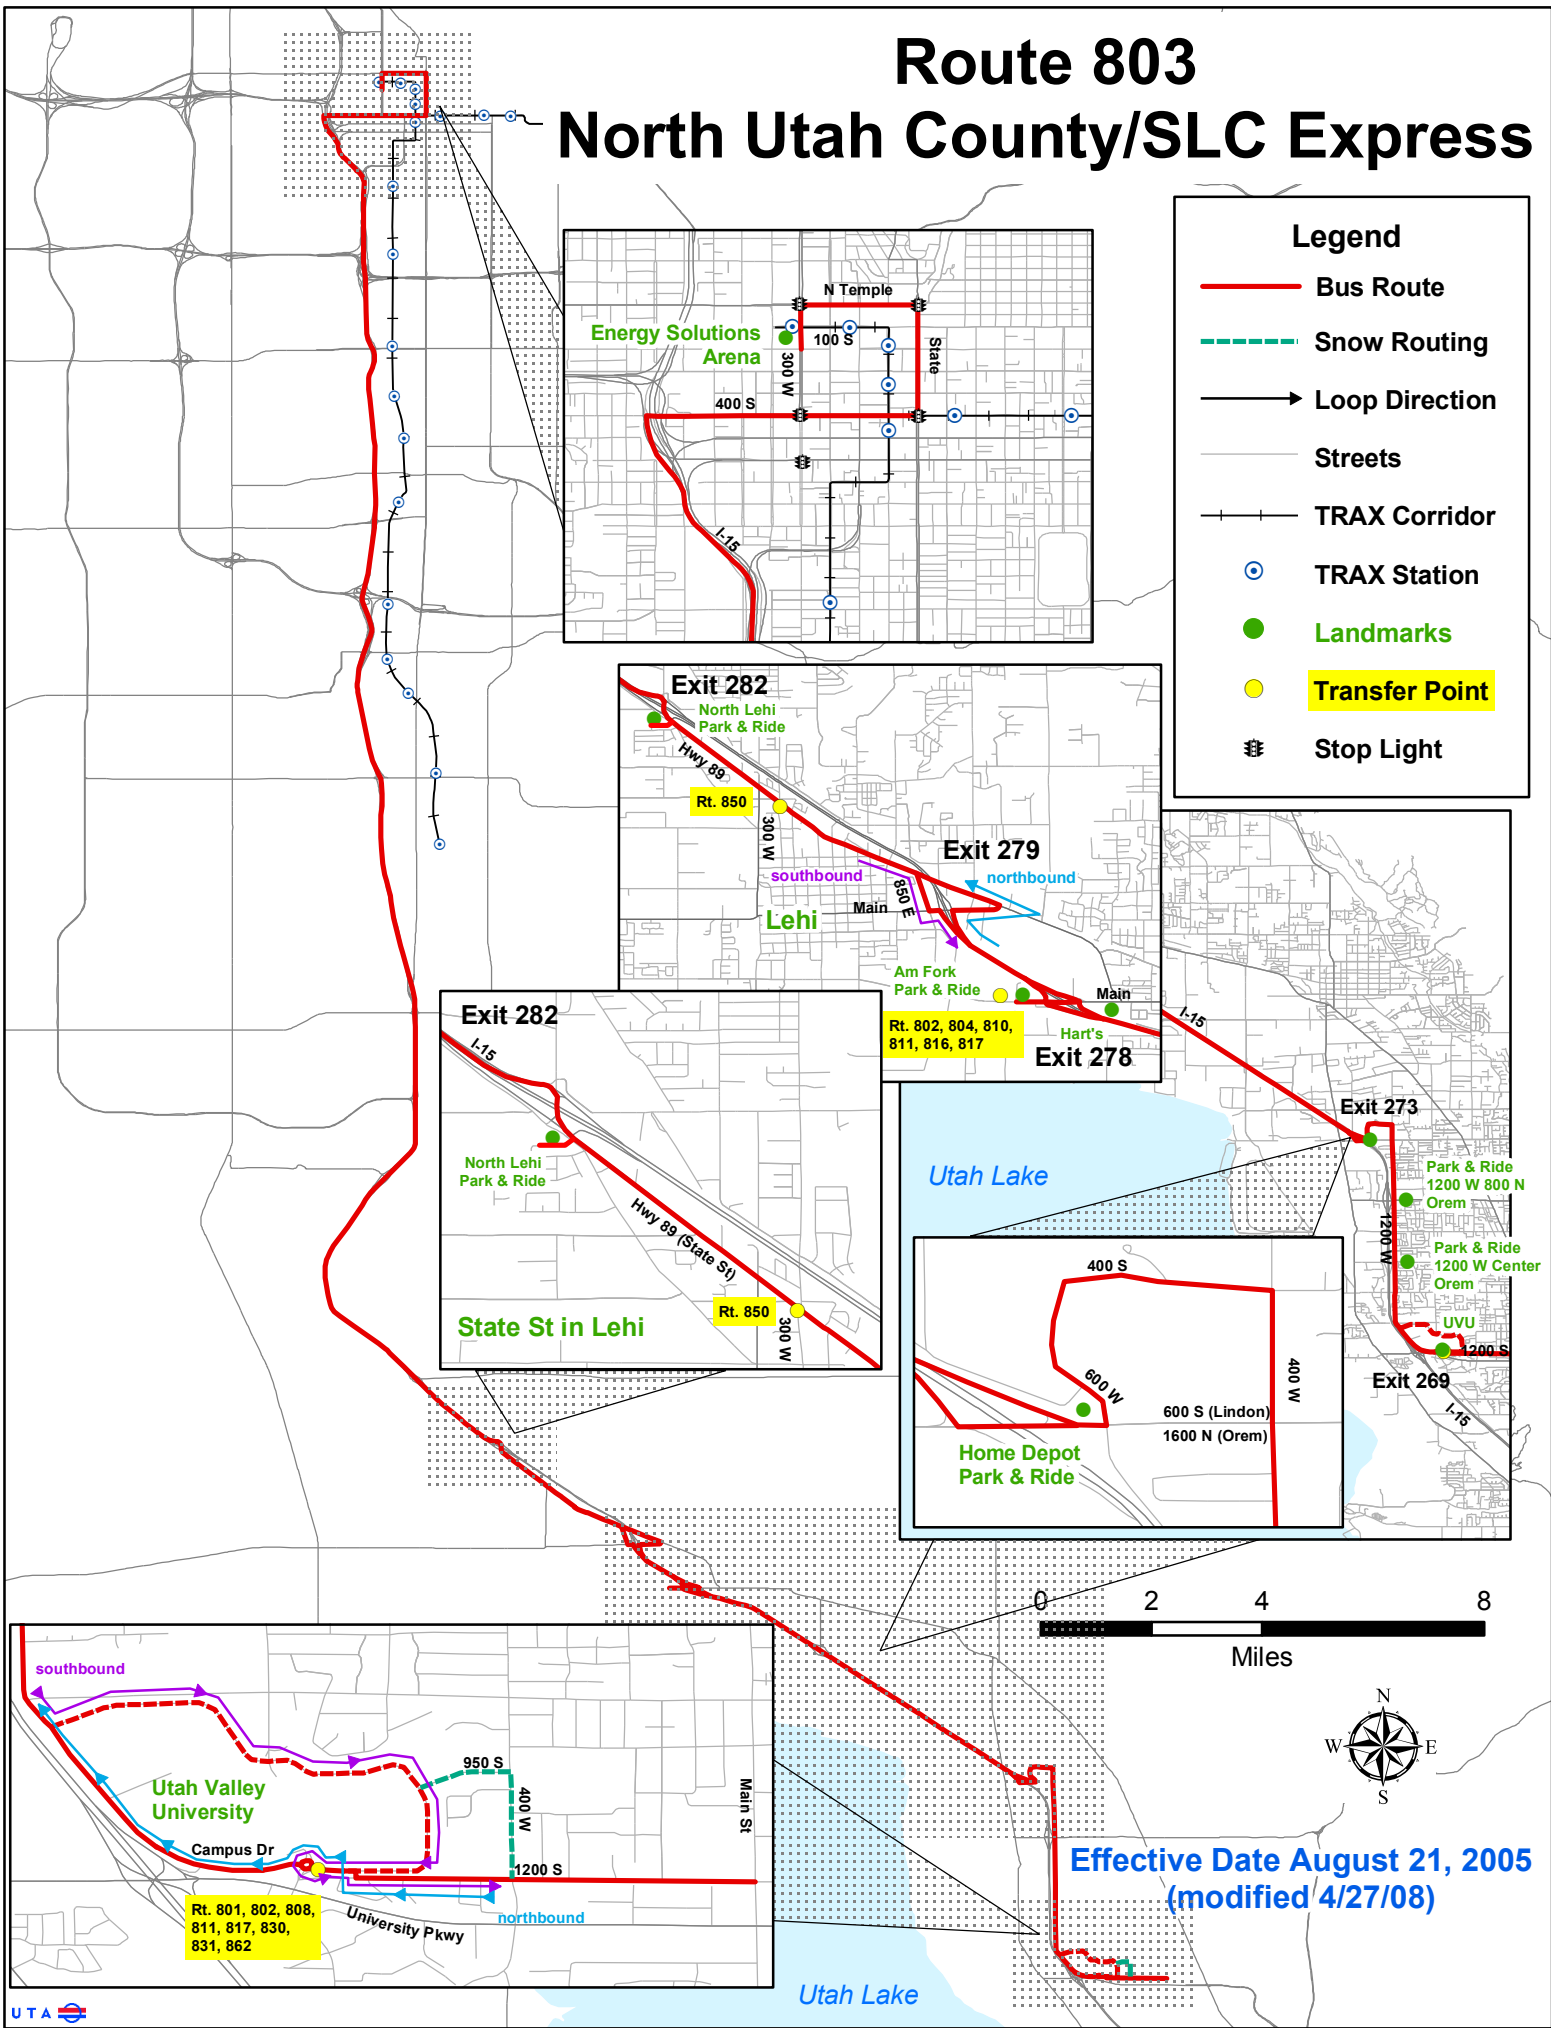 Route 803
North Utah County/SLC Express
Legend
Bus Route
Snow Routing
Loop Direction
Streets
TRAX Corridor
TRAX Station
Landmarks
Transfer Point
Stop Light
N Temple
Energy Solutions
Arena
100 S
300 W
State
400 S
I-15
Exit 282
North Lehi
Park & Ride
Hwy 89
Rt. 850
300 W
Exit 279
southbound
northbound
850 E
Main
Lehi
Am Fork
Park & Ride
Main
Rt. 802, 804, 810,
811, 816, 817
Hart's
Exit 278
Exit 282
I-15
North Lehi
Park & Ride
Hwy 89 (State St)
Rt. 850
300 W
State St in Lehi
I-15
Exit 273
Utah Lake
Park & Ride
1200 W 800 N
Orem
1200 W
Park & Ride
1200 W Center
Orem
UVU
1200 S
Exit 269
I-15
400 S
600 W
400 W
600 S (Lindon)
1600 N (Orem)
Home Depot
Park & Ride
0 2 4 8
Miles
N
W E
S
southbound
950 S
400 W
Main St
Utah Valley
University
Campus Dr
1200 S
Rt. 801, 802, 808,
811, 817, 830,
831, 862
University Pkwy
northbound
Effective Date August 21, 2005
(modified 4/27/08)
Utah Lake
UTA